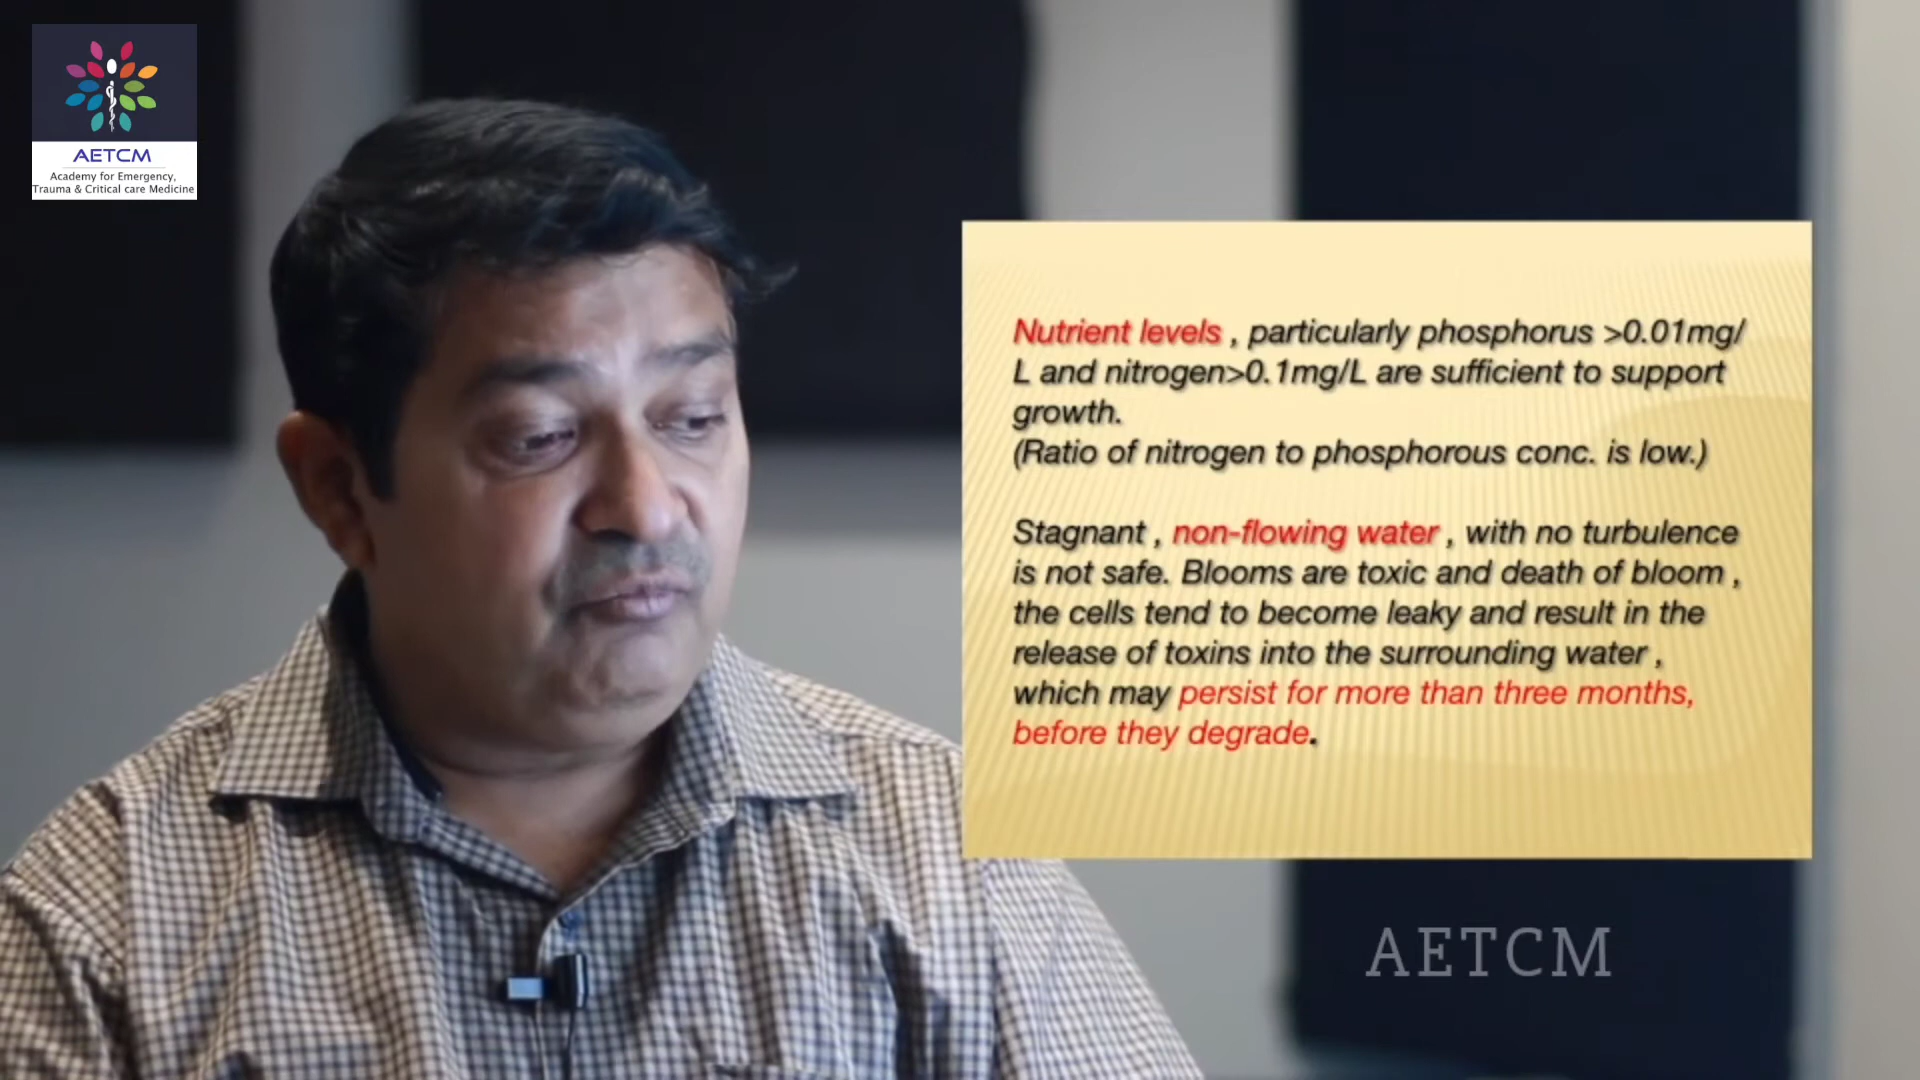 AETCM
Academy for Emergency,
Trauma & Critical care Medicine
Nutrient levels , particularly phosphorus >0.01mg/
L and nitrogen>0.1mg/L are sufficient to support
growth.
(Ratio of nitrogen to phosphorous conc. is low.)
Stagnant , non-flowing water , with no turbulence
is not safe. Blooms are toxic and death of bloom ,
the cells tend to become leaky and result in the
release of toxins into the surrounding water ,
which may persist for more than three months,
before they degrade.
AETCM